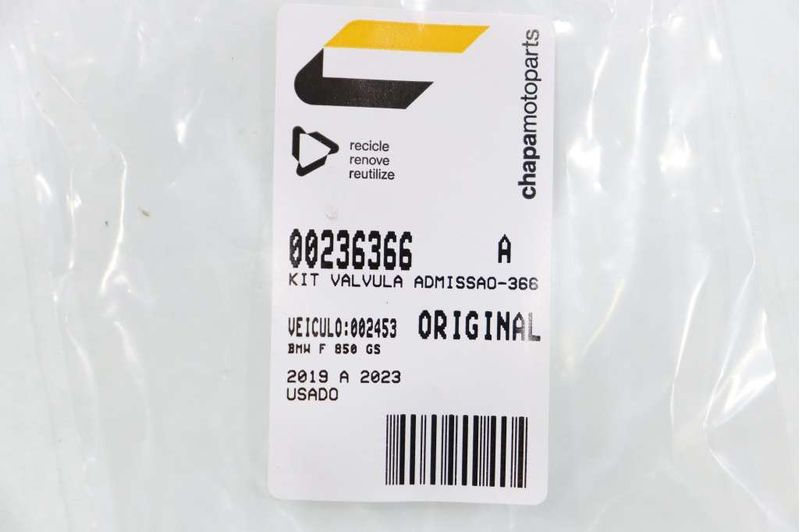 chapamotoparts
recicle
renove
reutilize
00236366 A
KIT VALVULA ADMISSAO-366
VEICULO:002453 ORIGINAL
BMW F 850 GS
2019 A 2023
USADO